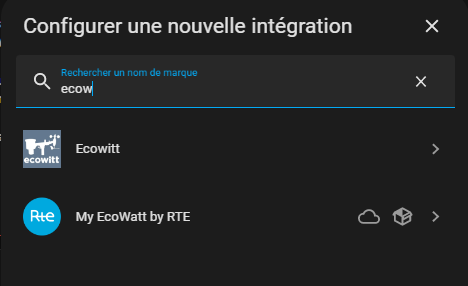 Configurer une nouvelle intégration
Rechercher un nom de marque
ecow
ecowitt
Ecowitt
Rte
My EcoWatt by RTE